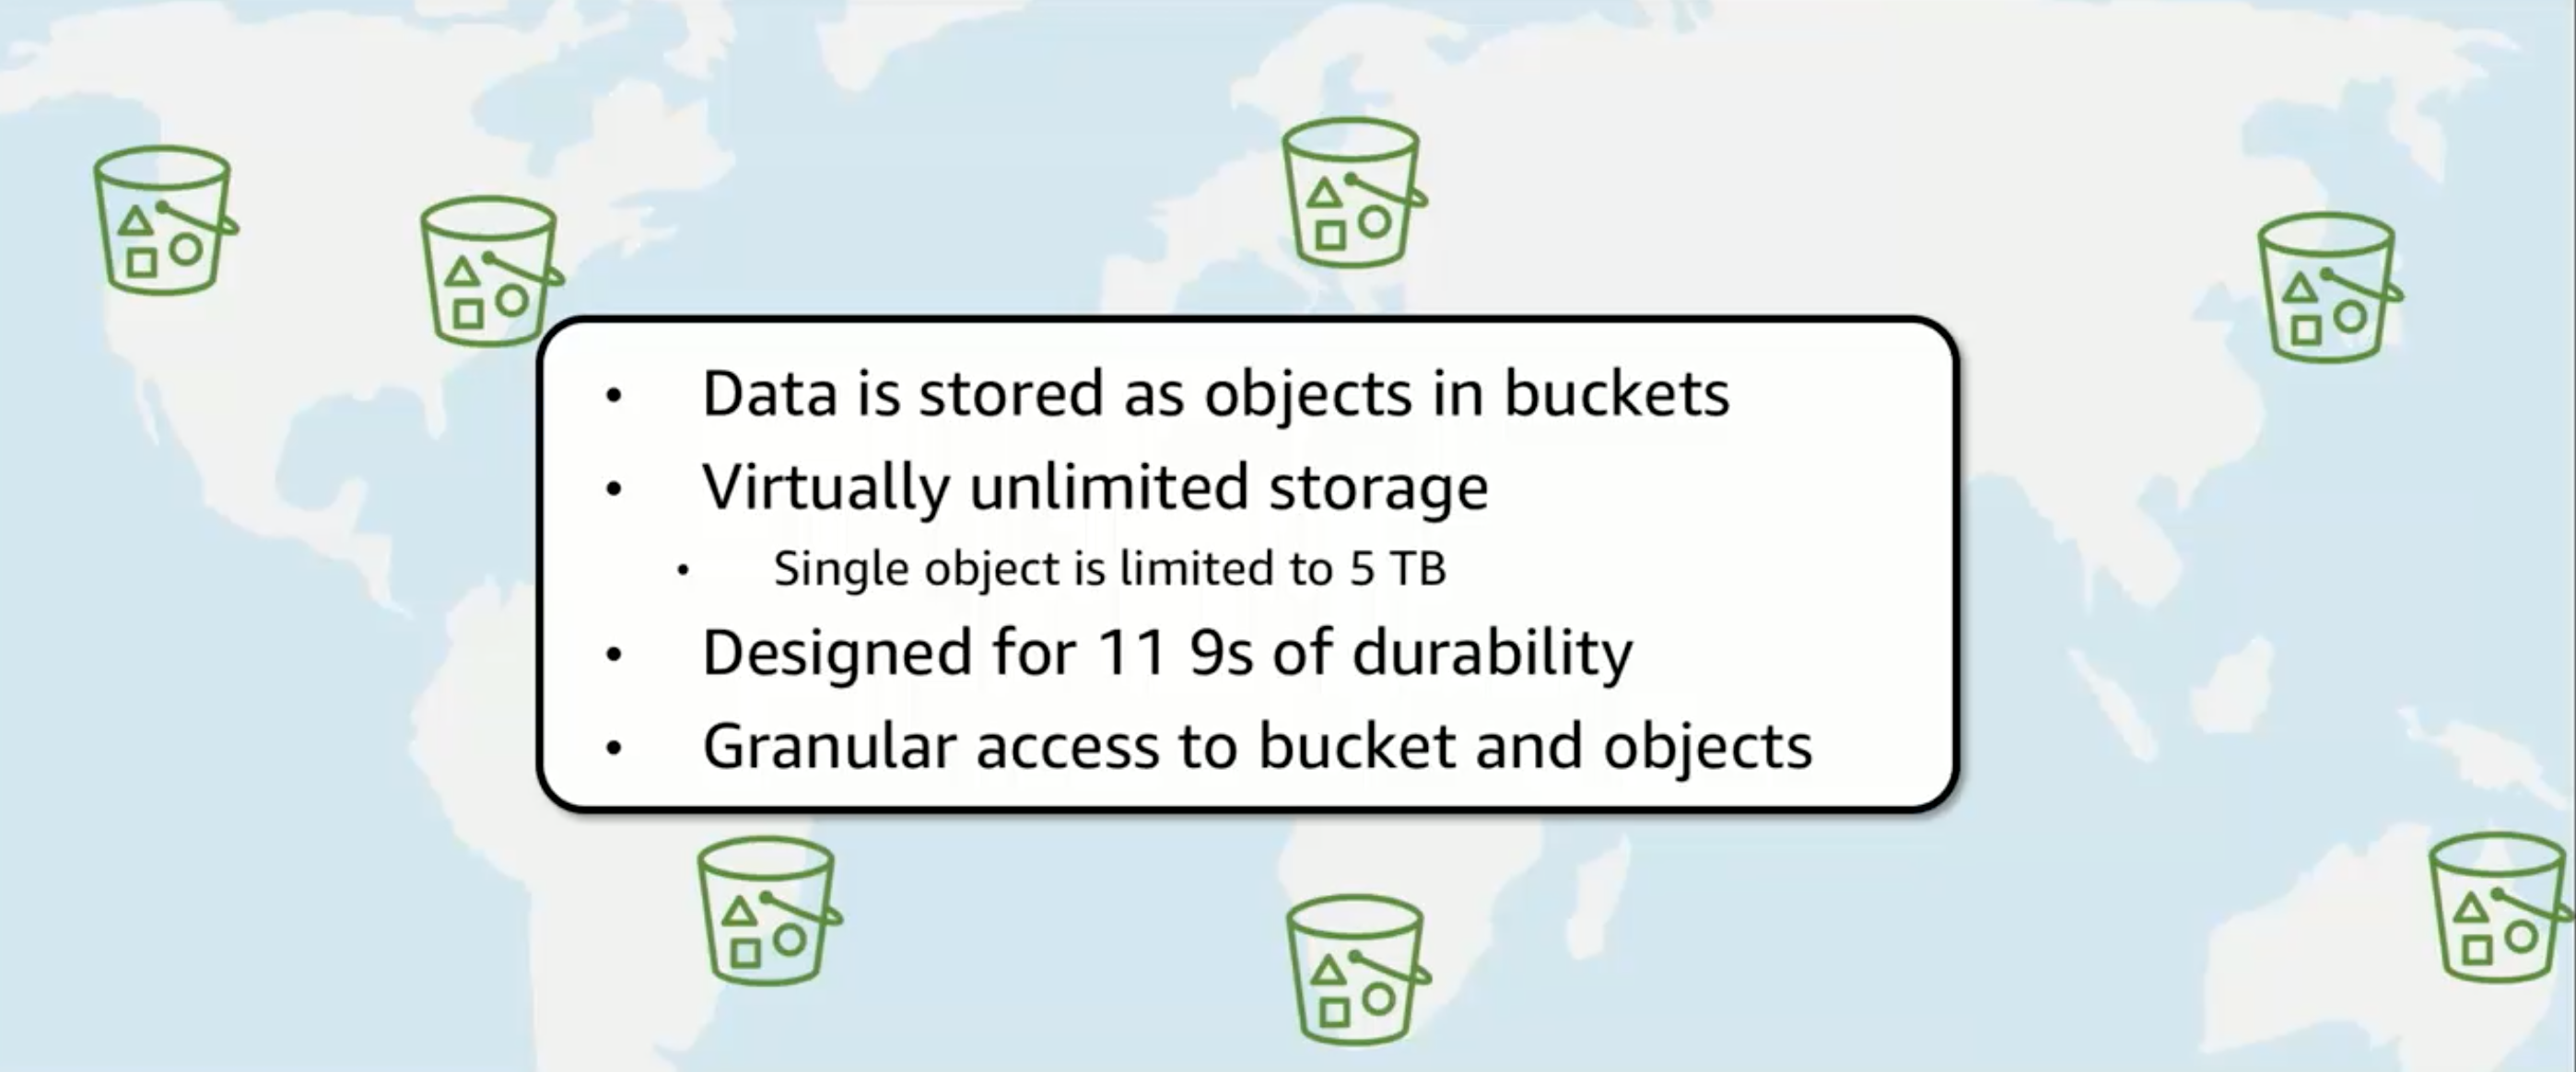 • Data is stored as objects in buckets
• Virtually unlimited storage
• Single object is limited to 5 TB
• Designed for 11 9s of durability
• Granular access to bucket and objects